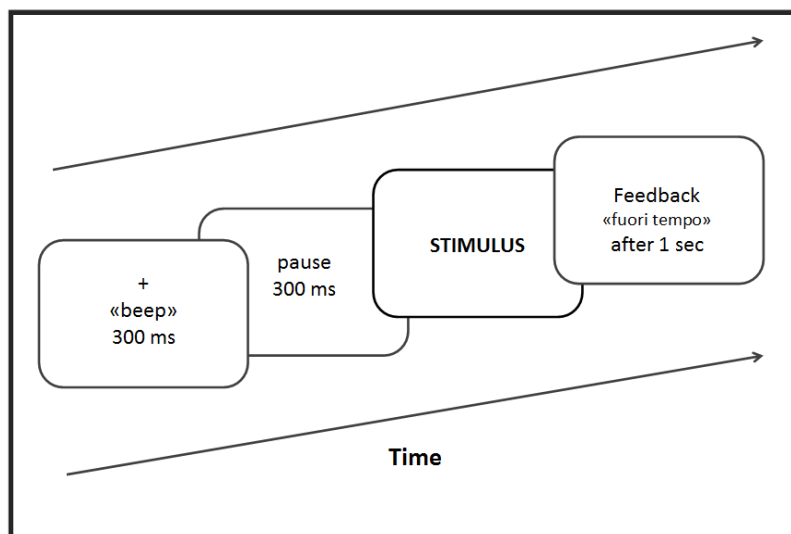 +
«beep»
300 ms
pause
300 ms
STIMULUS
Feedback
«fuori tempo»
after 1 sec
Time